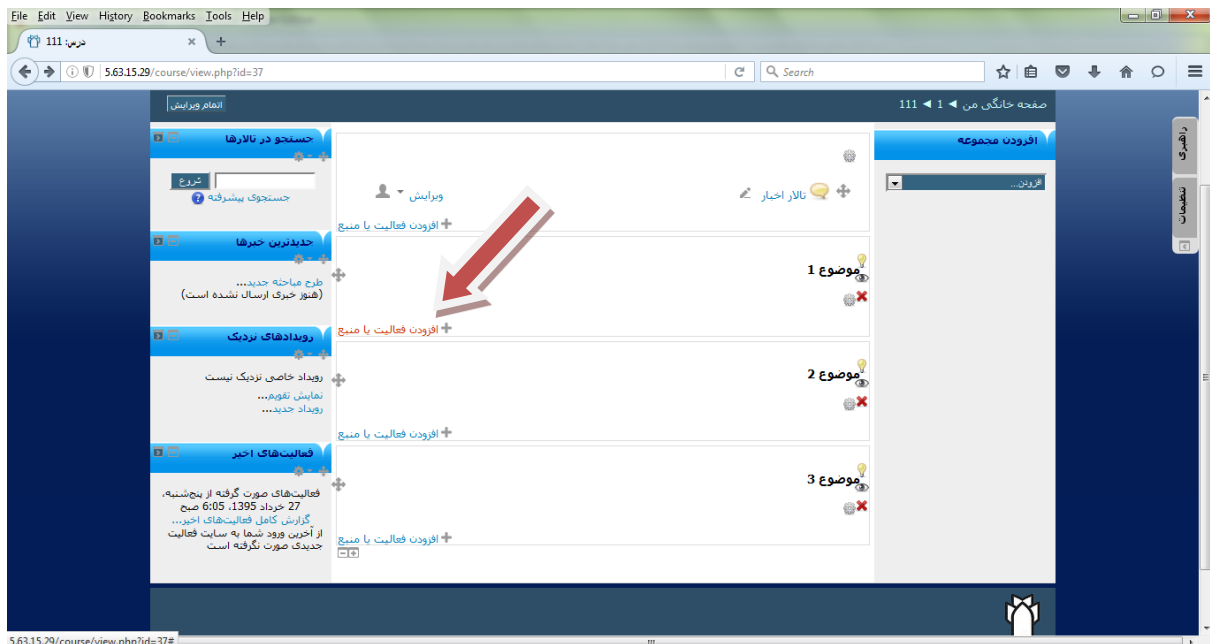 File Edit View History Bookmarks Tools Help
درس: 111
5.63.15.29/course/view.php?id=37
Search
صفحه خانگی من ◄ 1 ◄ 111
اتمام ویرایش
راهبری
تنظیمات
افزودن مجموعه
افزودن...
تالار اخبار
ویرایش
افزودن فعالیت یا منبع
موضوع 1
افزودن فعالیت یا منبع
موضوع 2
افزودن فعالیت یا منبع
موضوع 3
افزودن فعالیت یا منبع
جستجو در تالارها
شروع
جستجوی پیشرفته
جدیدترین خبرها
طرح مباحثه جدید...
(هنوز خبری ارسال نشده است)
رویدادهای نزدیک
رویداد خاصی نزدیک نیست
نمایش تقویم...
رویداد جدید...
فعالیت‌های اخیر
فعالیت‌های صورت گرفته از پنج‌شنبه،
27 خرداد 1395، 6:05 صبح
گزارش کامل فعالیت‌های اخیر...
از آخرین ورود شما به سایت فعالیت
جدیدی صورت نگرفته است
5.63.15.29/course/view.php?id=37#